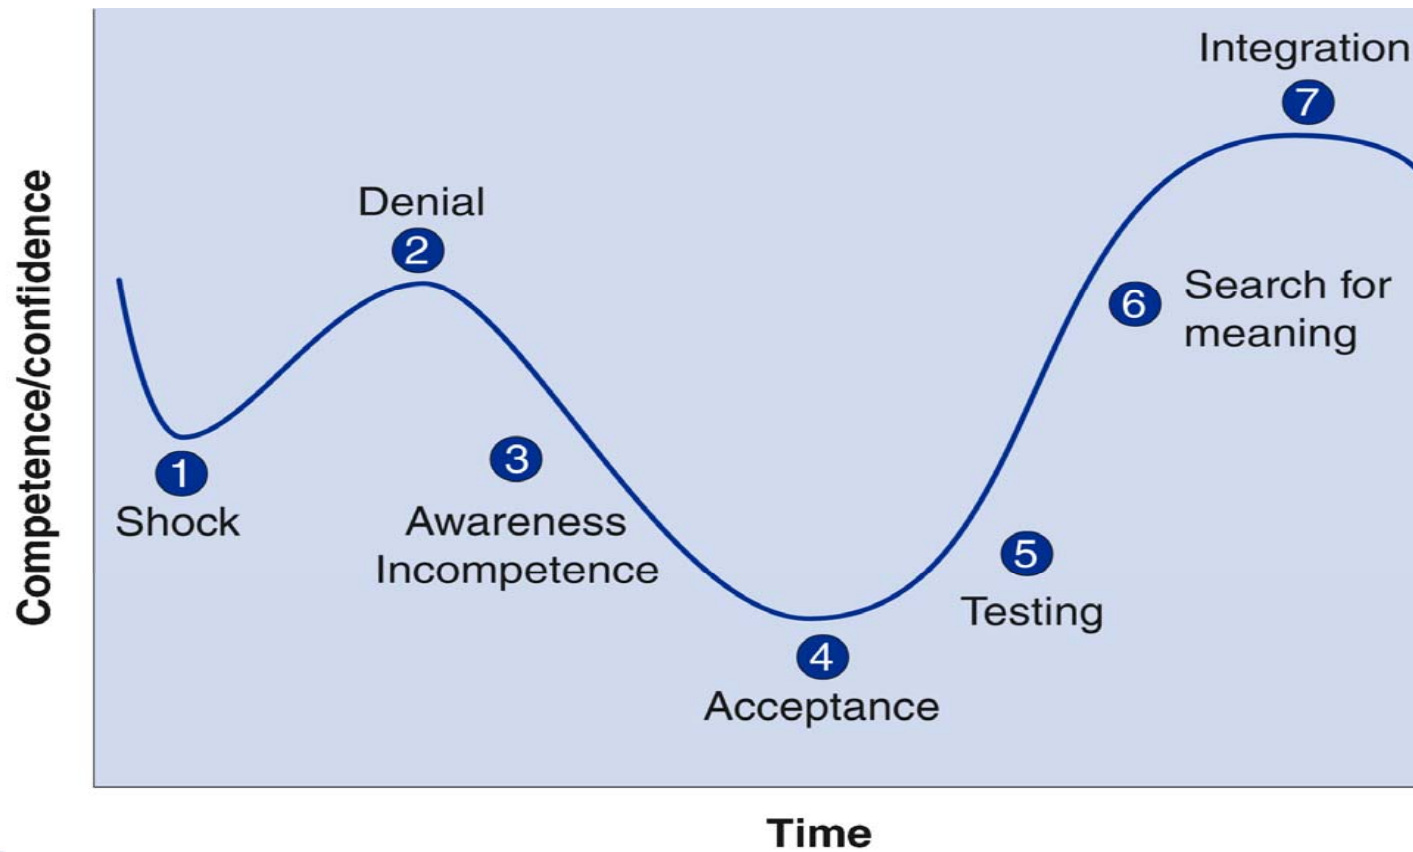 Integration
7
Denial
2
6
Search for
meaning
3
Awareness
Incompetence
1
Shock
5
Testing
4
Acceptance
Competence/confidence
Time